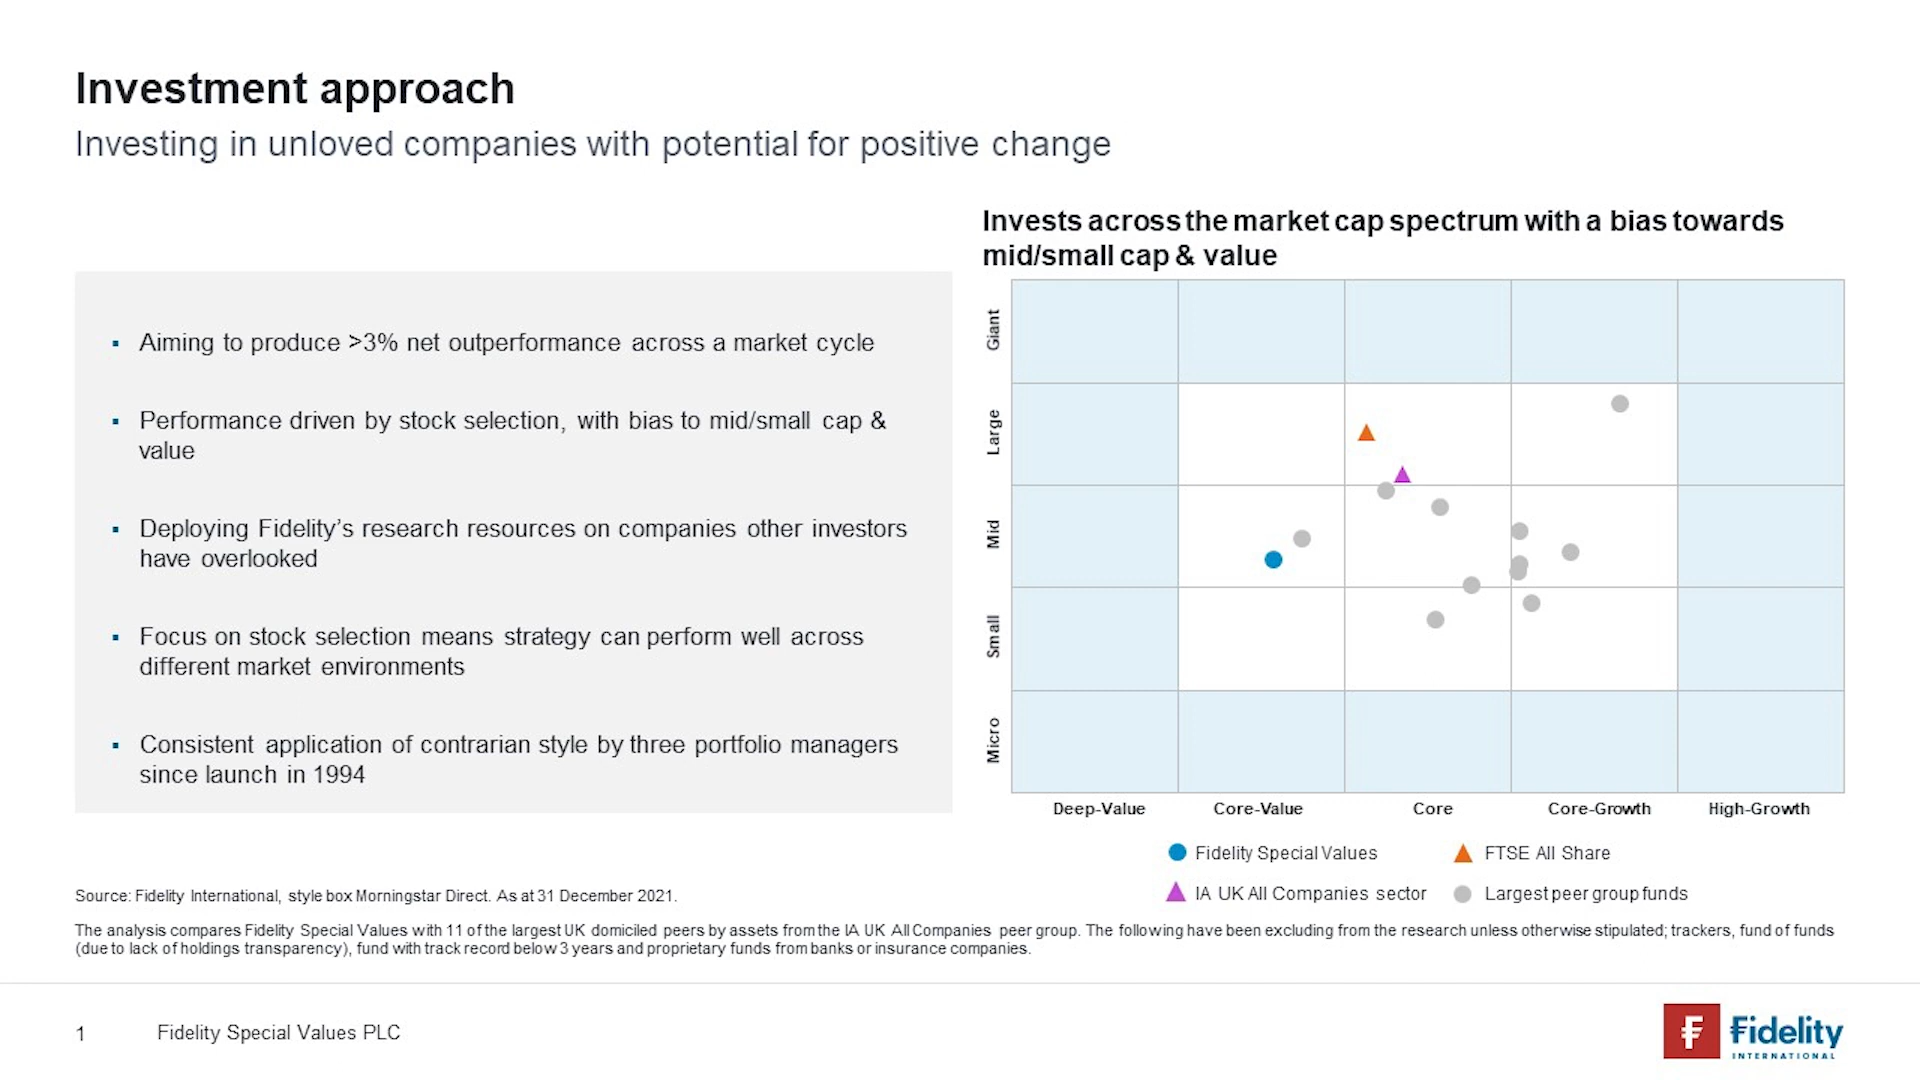 Investment approach
Investing in unloved companies with potential for positive change
Invests across the market cap spectrum with a bias towards
mid/small cap & value
▪ Aiming to produce >3% net outperformance across a market cycle
▪ Performance driven by stock selection, with bias to mid/small cap &
value
▪ Deploying Fidelity’s research resources on companies other investors
have overlooked
▪ Focus on stock selection means strategy can perform well across
different market environments
▪ Consistent application of contrarian style by three portfolio managers
since launch in 1994
Giant
Large
Mid
Small
Micro
Deep-Value Core-Value Core Core-Growth High-Growth
Fidelity Special Values FTSE All Share
IA UK All Companies sector Largest peer group funds
Source: Fidelity International, style box Morningstar Direct. As at 31 December 2021.
The analysis compares Fidelity Special Values with 11 of the largest UK domiciled peers by assets from the IA UK All Companies peer group. The following have been excluding from the research unless otherwise stipulated; trackers, fund of funds
(due to lack of holdings transparency), fund with track record below 3 years and proprietary funds from banks or insurance companies.
1 Fidelity Special Values PLC
Fidelity
INTERNATIONAL